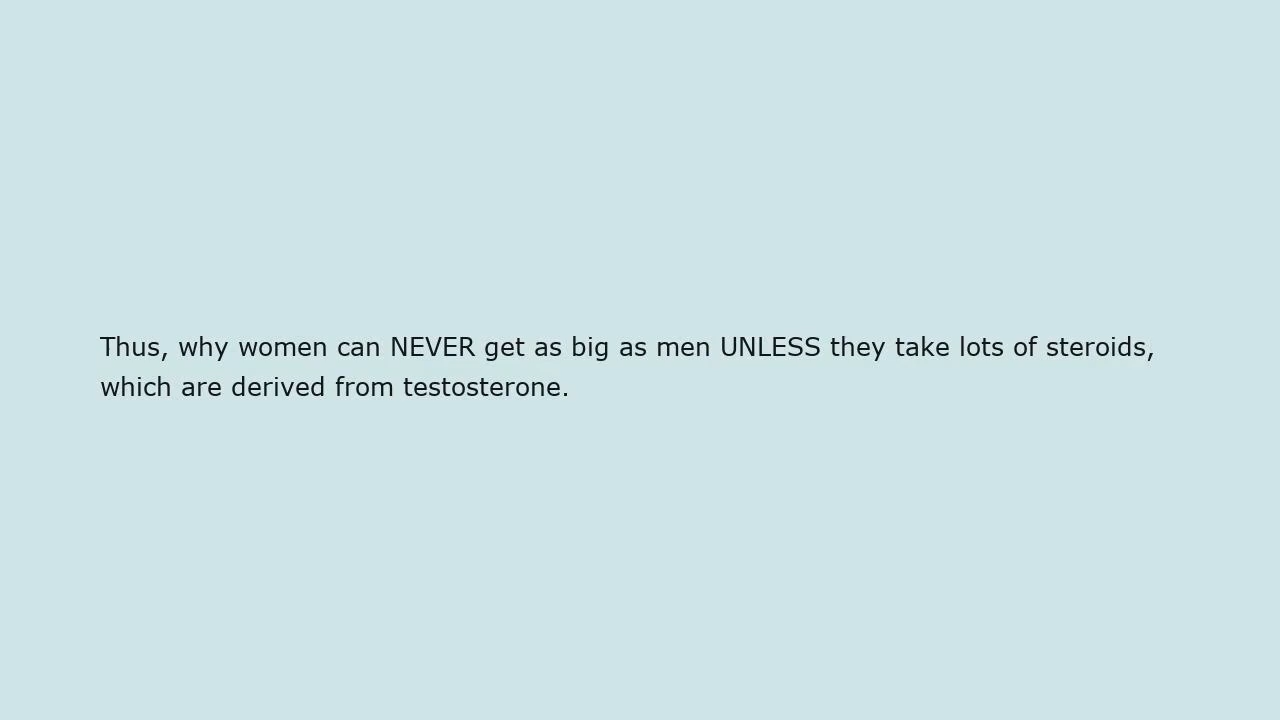 Thus, why women can NEVER get as big as men UNLESS they take lots of steroids,
which are derived from testosterone.